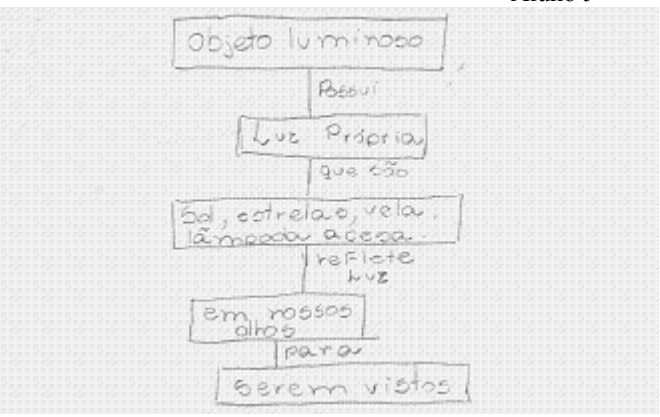 Objeto luminoso
Possui
Luz Própria
que são
Sol, estrelas, vela,
lâmpada acesa.
reflete
Luz
em nossos
olhos
para
serem vistos